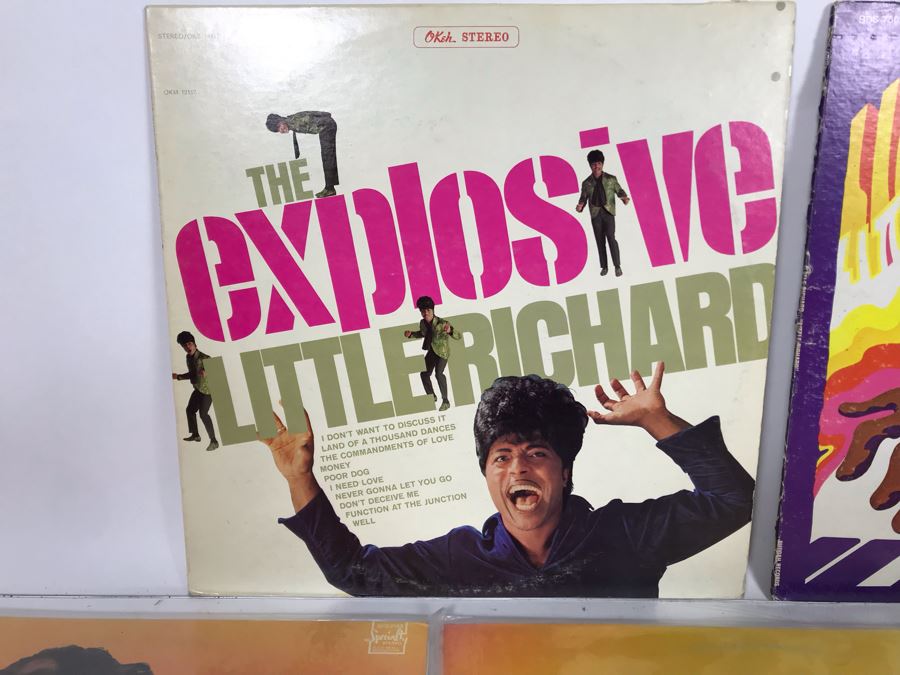 OKeh STEREO
THE
explosive
LITTLE RICHARD
I DON'T WANT TO DISCUSS IT
LAND OF A THOUSAND DANCES
THE COMMANDMENTS OF LOVE
MONEY
POOR DOG
I NEED LOVE
NEVER GONNA LET YOU GO
DON'T DECEIVE ME
FUNCTION AT THE JUNCTION
WELL
Specialty